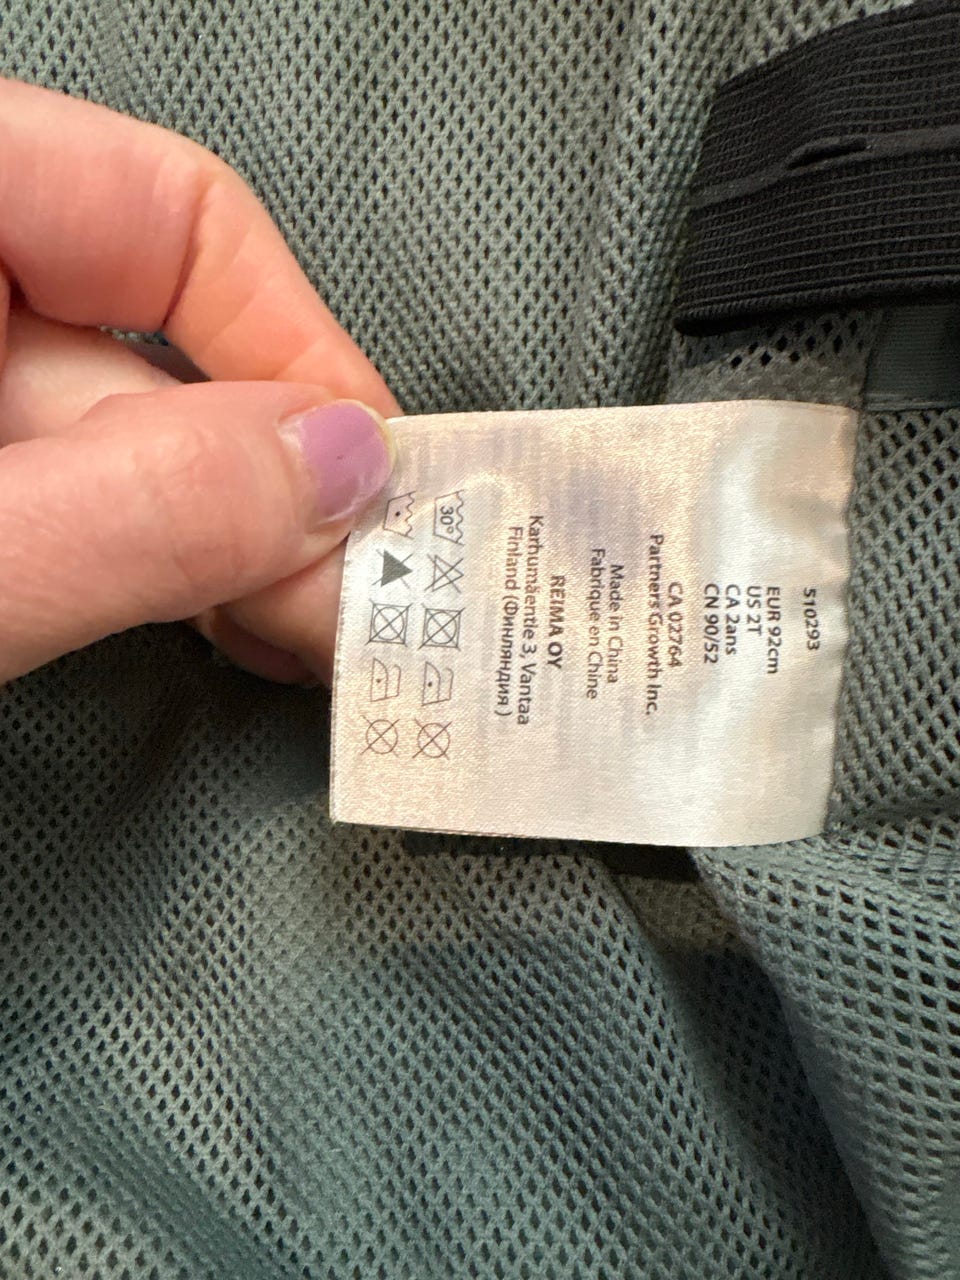 510293
EUR 92cm
US 2T
CA 2ans
CN 90/52
CA 02764
Partners Growth Inc.
Made in China
Fabrique en Chine
REIMA OY
Karhumäentie 3, Vantaa
Finland (Финляндия)
30°